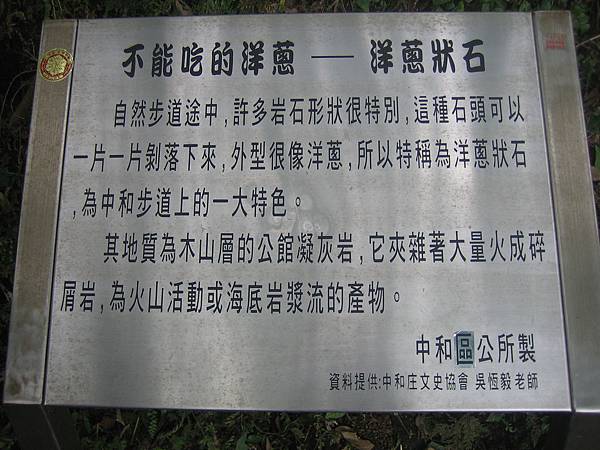 不能吃的洋蔥 —— 洋蔥狀石
自然步道途中,許多岩石形狀很特別,這種石頭可以
一片一片剝落下來,外型很像洋蔥,所以特稱為洋蔥狀石
,為中和步道上的一大特色。
其地質為木山層的公館凝灰岩,它夾雜著大量火成碎
屑岩,為火山活動或海底岩漿流的產物。
中和區公所製
資料提供:中和庄文史協會 吳恆毅老師